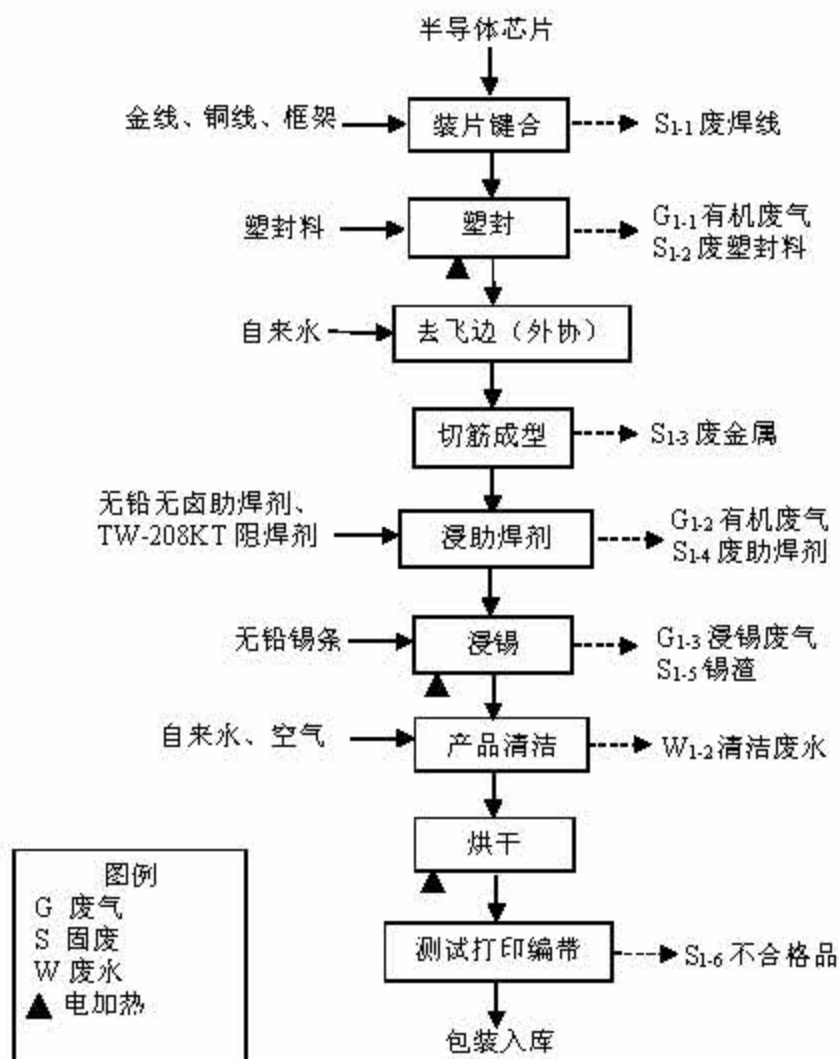 半导体芯片
金线、铜线、框架
装片键合
S1-1废焊线
塑封料
塑封
G1-1有机废气
S1-2废塑封料
自来水
去飞边（外协）
切筋成型
S1-3废金属
无铅无卤助焊剂、
TW-208KT 阻焊剂
浸助焊剂
G1-2有机废气
S1-4废助焊剂
无铅锡条
浸锡
G1-3浸锡废气
S1-5锡渣
自来水、空气
产品清洁
W1-2清洁废水
烘干
测试打印编带
S1-6不合格品
包装入库
图例
G 废气
S 固废
W 废水
▲ 电加热